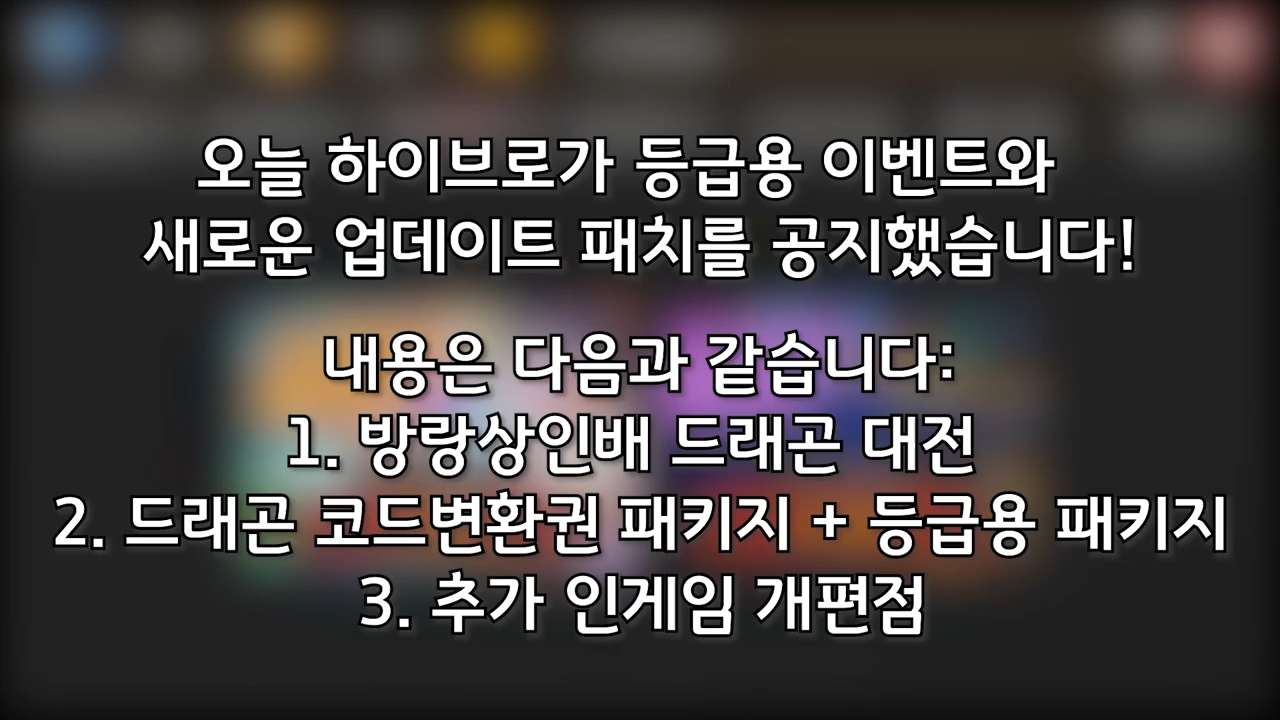 오늘 하이브로가 등급용 이벤트와
새로운 업데이트 패치를 공지했습니다!
내용은 다음과 같습니다:
1. 방랑상인배 드래곤 대전
2. 드래곤 코드변환권 패키지 + 등급용 패키지
3. 추가 인게임 개편점